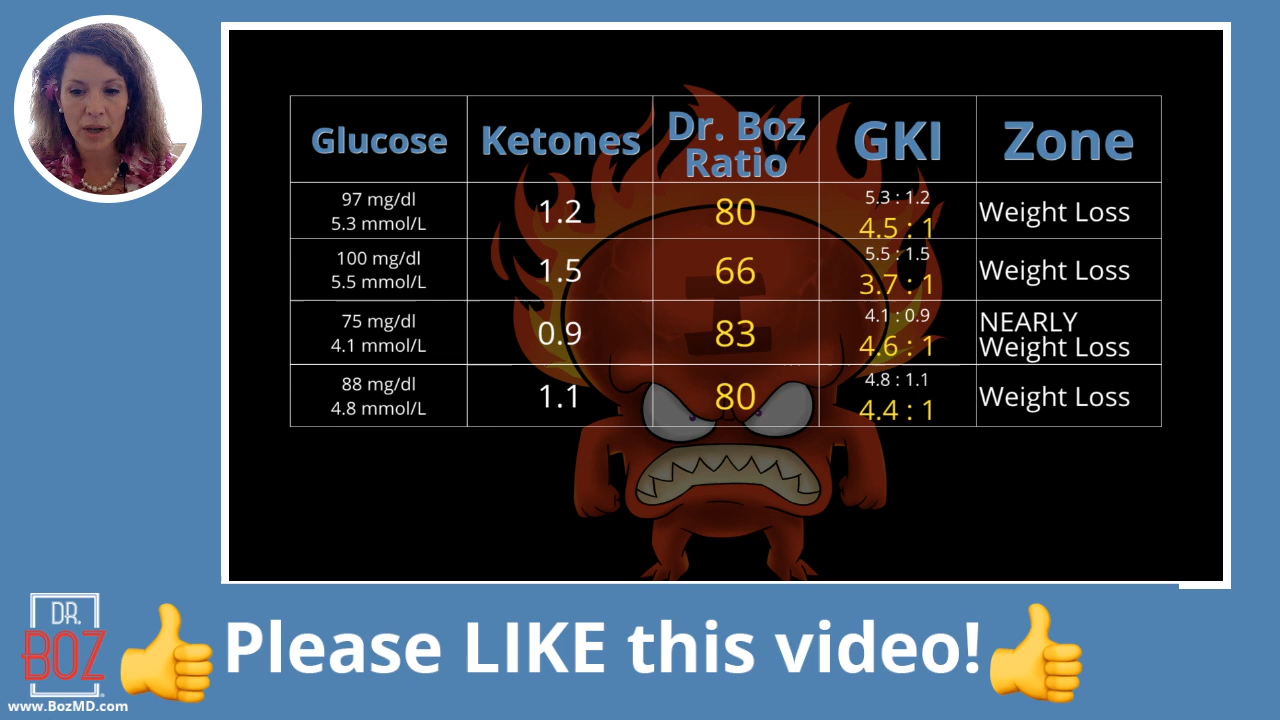 Glucose
Ketones
Dr. Boz
Ratio
GKI
Zone
97 mg/dl
5.3 mmol/L
1.2
80
5.3 : 1.2
4.5 : 1
Weight Loss
100 mg/dl
5.5 mmol/L
1.5
66
5.5 : 1.5
3.7 : 1
Weight Loss
75 mg/dl
4.1 mmol/L
0.9
83
4.1 : 0.9
4.6 : 1
NEARLY
Weight Loss
88 mg/dl
4.8 mmol/L
1.1
80
4.8 : 1.1
4.4 : 1
Weight Loss
DR.
BOZ
www.BozMD.com
Please LIKE this video!